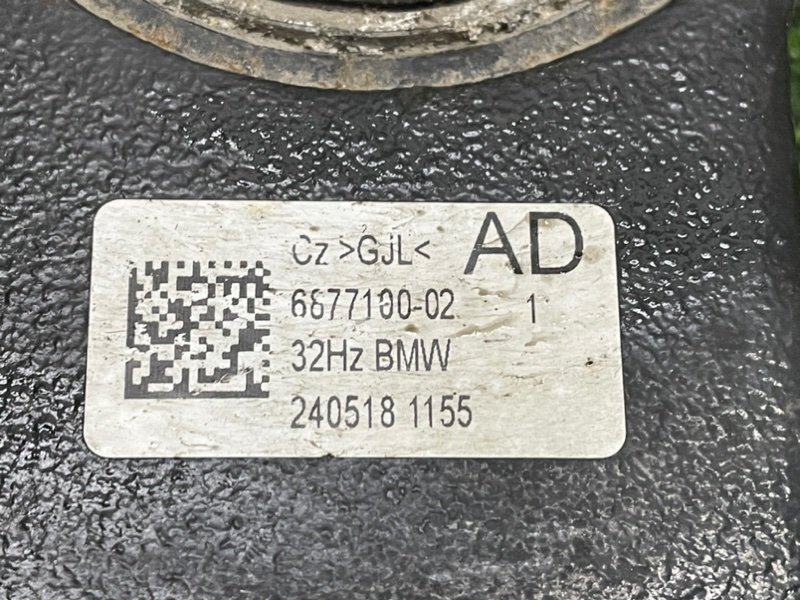 Cz >GJL< AD
6877100-02 1
32Hz BMW
240518 1155